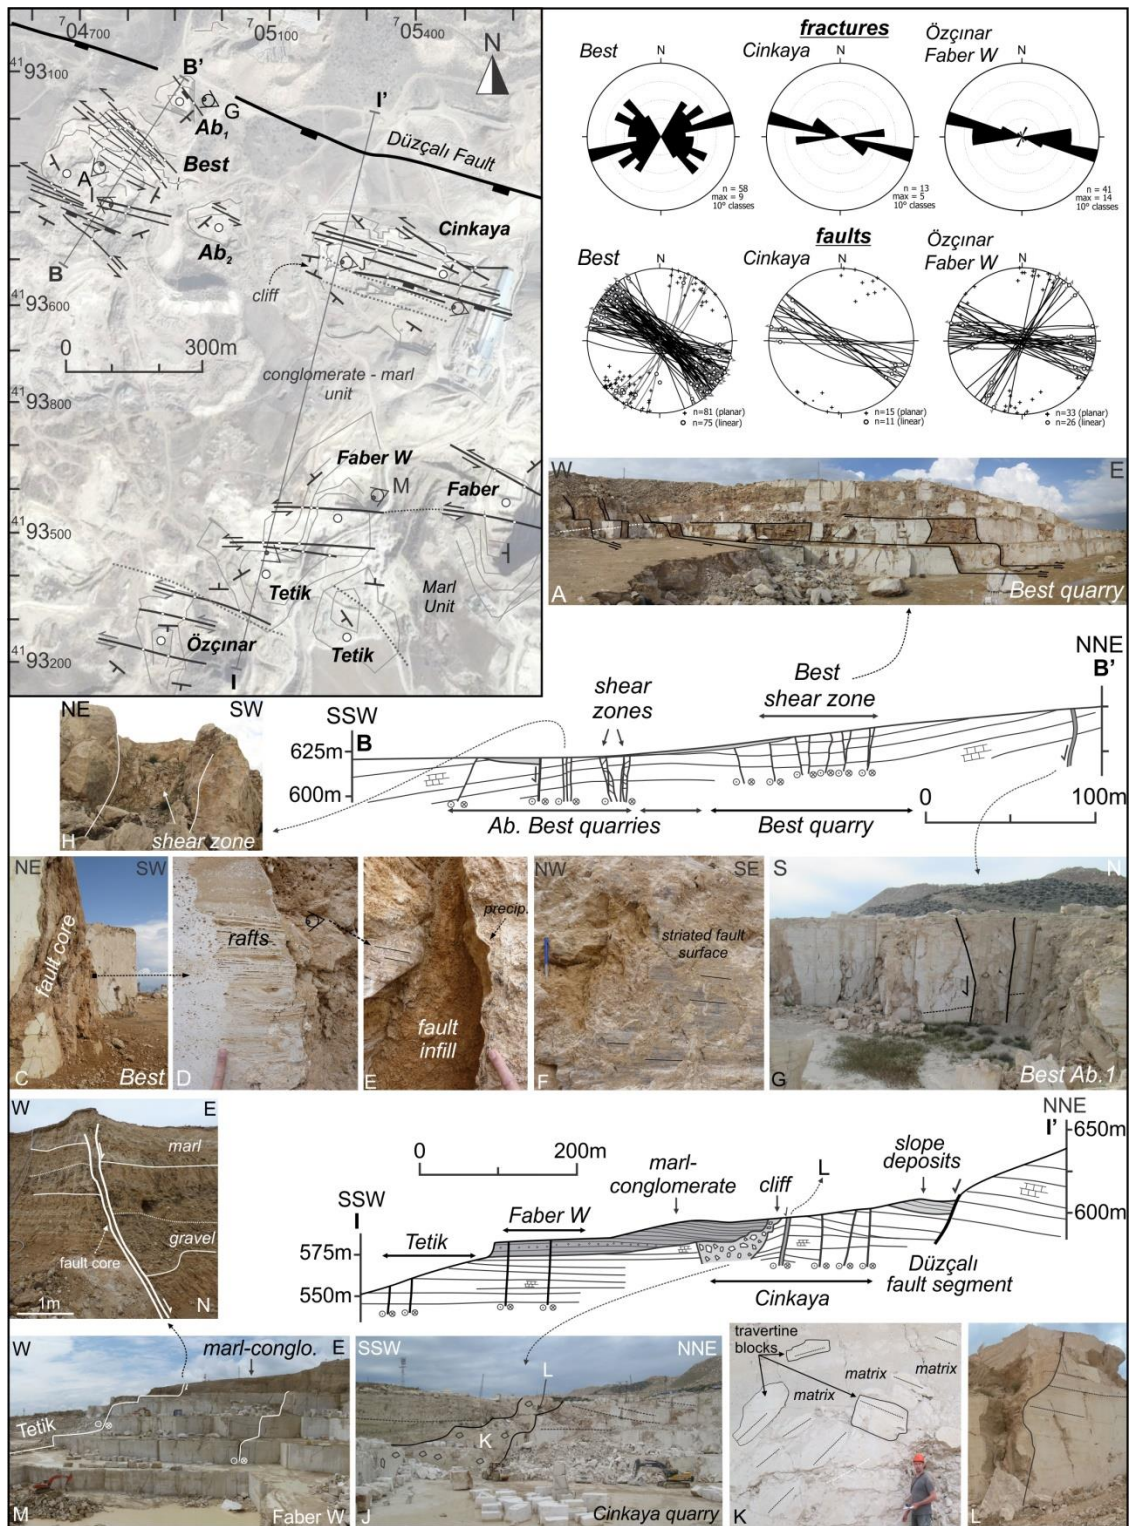 ⁷04700
⁷05100
⁷05400
N
⁴¹93100
B'
G
I'
Ab₁
Best
Düzçalı Fault
A
I
Ab₂
Cinkaya
B
cliff
⁴¹93600
0 300m
conglomerate - marl
unit
⁴¹93800
Faber W
M
Faber
⁴¹93500
Tetik
Marl
Unit
Özçınar
Tetik
⁴¹93200
I
fractures
Best
N
Cinkaya
N
Özçınar
Faber W
N
n = 58
max = 9
10° classes
n = 13
max = 5
10° classes
n = 41
max = 14
10° classes
faults
Best
N
Cinkaya
N
Özçınar
Faber W
N
n=81 (planar)
n=75 (linear)
n=15 (planar)
n=11 (linear)
n=33 (planar)
n=26 (linear)
W E
A Best quarry
NE SW
shear zone
H
SSW
B
shear
zones
Best
shear zone
NNE
B'
625m
600m
Ab. Best quarries
Best quarry
0 100m
NE SW
fault core
C Best
rafts
D
precip.
fault
infill
E
NW SE
striated fault
surface
F
S N
G Best Ab.1
W E
marl
gravel
fault core
1m
N
0 200m
SSW
I
Tetik
Faber W
marl-
conglomerate
cliff
L
slope
deposits
NNE
I'
650m
600m
575m
550m
Cinkaya
Düzçalı
fault segment
W E
marl-conglo.
Tetik
M Faber W
SSW NNE
L
K
J Cinkaya quarry
travertine
blocks
matrix
matrix
matrix
K
L